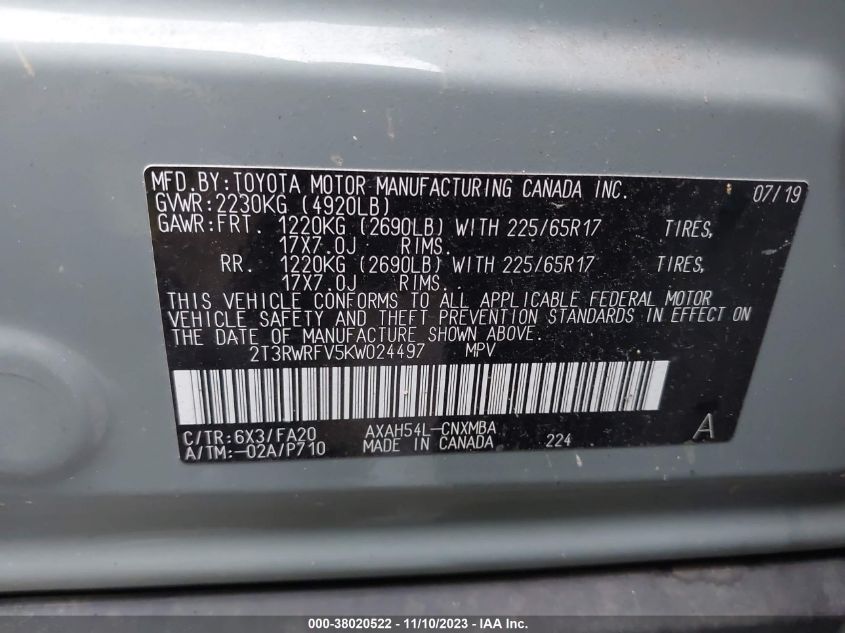 MFD.BY:TOYOTA MOTOR MANUFACTURING CANADA INC. 07/19
GVWR:2230KG (4920LB)
GAWR:FRT. 1220KG (2690LB) WITH 225/65R17 TIRES,
17X7.0J RIMS.
RR. 1220KG (2690LB) WITH 225/65R17 TIRES,
17X7.0J RIMS.
THIS VEHICLE CONFORMS TO ALL APPLICABLE FEDERAL MOTOR
VEHICLE SAFETY AND THEFT PREVENTION STANDARDS IN EFFECT ON
THE DATE OF MANUFACTURE SHOWN ABOVE.
2T3RWRFV5KW024497 MPV
C/TR:6X3/FA20 AXAH54L-CNXMBA
A/TM:-02A/P710 MADE IN CANADA 224 A
000-38020522 - 11/10/2023 - IAA Inc.